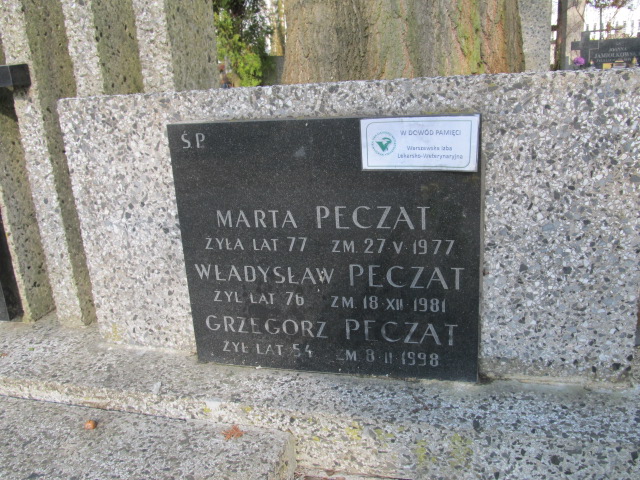 Ś.P.
W DOWÓD PAMIĘCI
Warszawska Izba
Lekarsko-Weterynaryjna
MARTA PECZAT
ŻYŁA LAT 77 ZM. 27 V 1977
WŁADYSŁAW PECZAT
ŻYŁ LAT 76 ZM. 18 XII 1981
GRZEGORZ PECZAT
ŻYŁ LAT 54 ZM. 8 II 1998